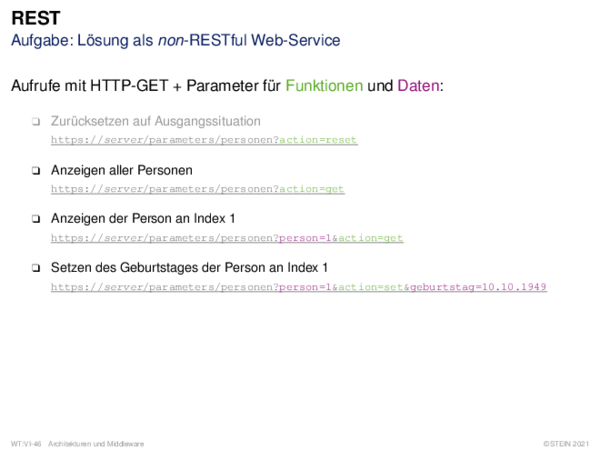 REST
Aufgabe: Lösung als non-RESTful Web-Service
Aufrufe mit HTTP-GET + Parameter für Funktionen und Daten:
❑ Zurücksetzen auf Ausgangssituation
https://server/parameters/personen?action=reset
❑ Anzeigen aller Personen
https://server/parameters/personen?action=get
❑ Anzeigen der Person an Index 1
https://server/parameters/personen?person=1&action=get
❑ Setzen des Geburtstages der Person an Index 1
https://server/parameters/personen?person=1&action=set&geburtstag=10.10.1949
WT:VI-46 Architekturen und Middleware ©STEIN 2021